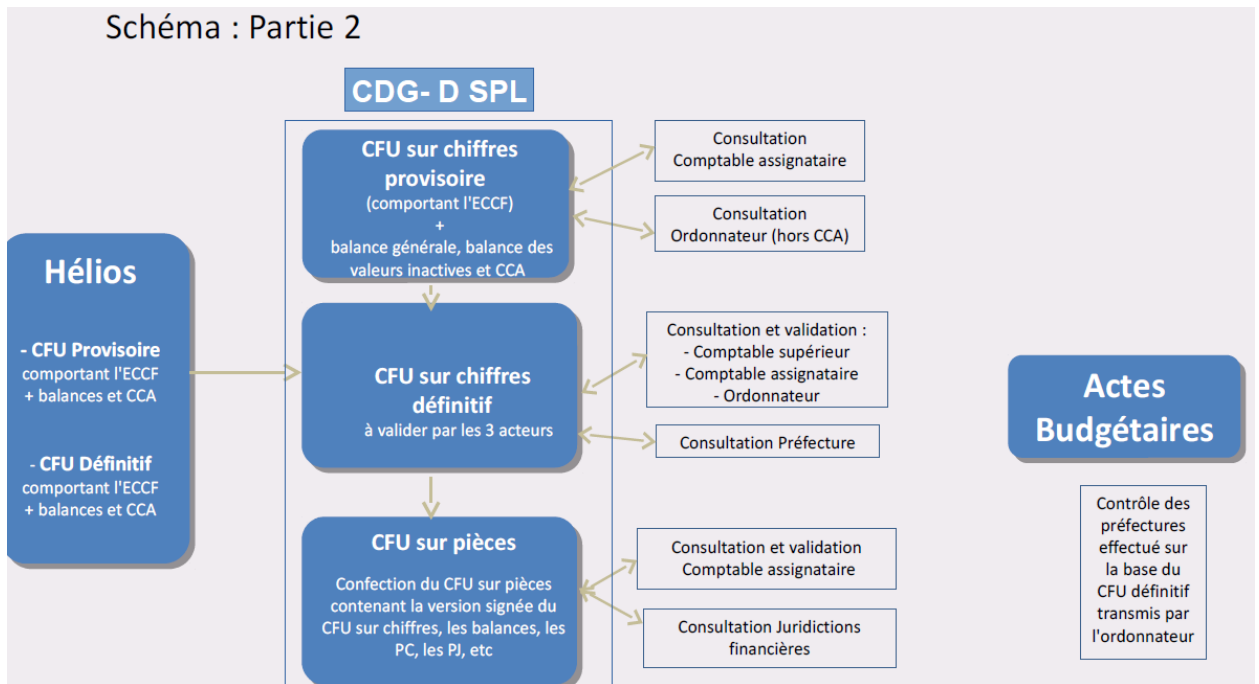 Schéma : Partie 2
CDG- D SPL
Hélios
- CFU Provisoire
comportant l'ECCF
+ balances et CCA
- CFU Définitif
comportant l'ECCF
+ balances et CCA
CFU sur chiffres
provisoire
(comportant l'ECCF)
+
balance générale, balance des
valeurs inactives et CCA
Consultation
Comptable assignataire
Consultation
Ordonnateur (hors CCA)
CFU sur chiffres
définitif
à valider par les 3 acteurs
Consultation et validation :
- Comptable supérieur
- Comptable assignataire
- Ordonnateur
Consultation Préfecture
CFU sur pièces
Confection du CFU sur pièces
contenant la version signée du
CFU sur chiffres, les balances, les
PC, les PJ, etc
Consultation et validation
Comptable assignataire
Consultation Juridictions
financières
Actes
Budgétaires
Contrôle des
préfectures
effectué sur
la base du
CFU définitif
transmis par
l'ordonnateur